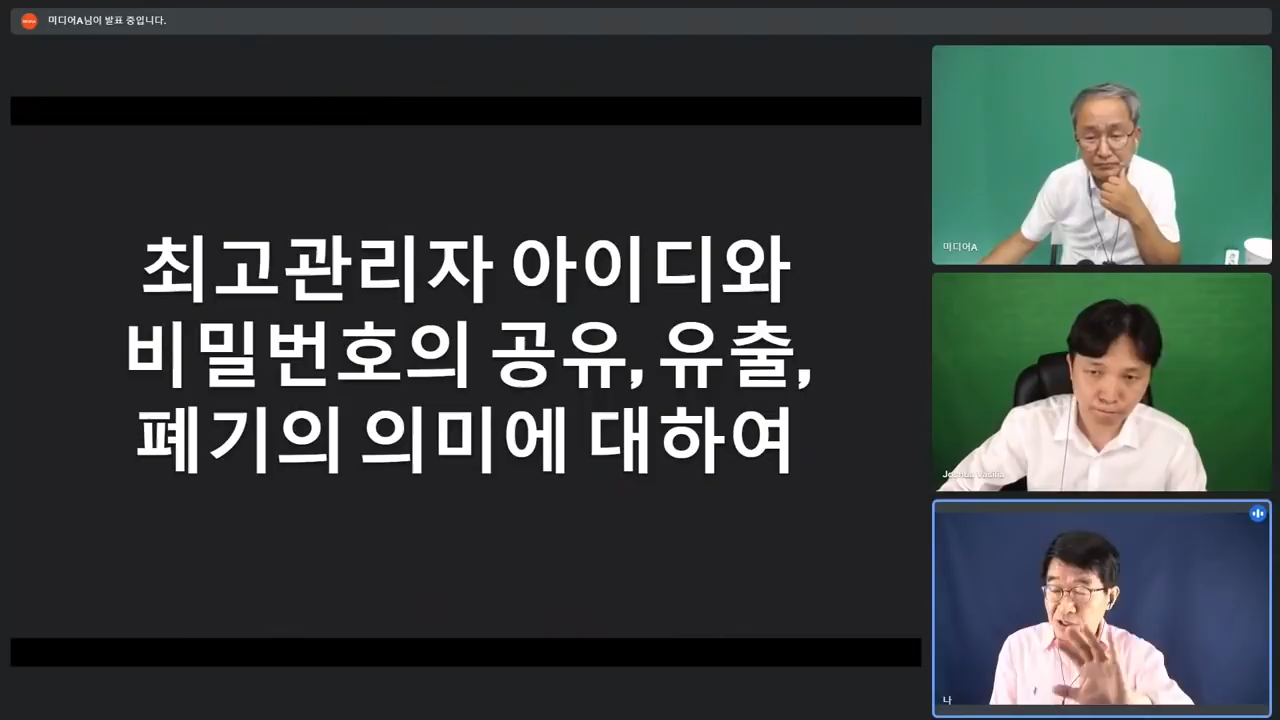 미디어A님이 발표 중입니다.
최고관리자 아이디와
비밀번호의 공유, 유출,
폐기의 의미에 대하여
미디어A
Joshua Vasilia
나